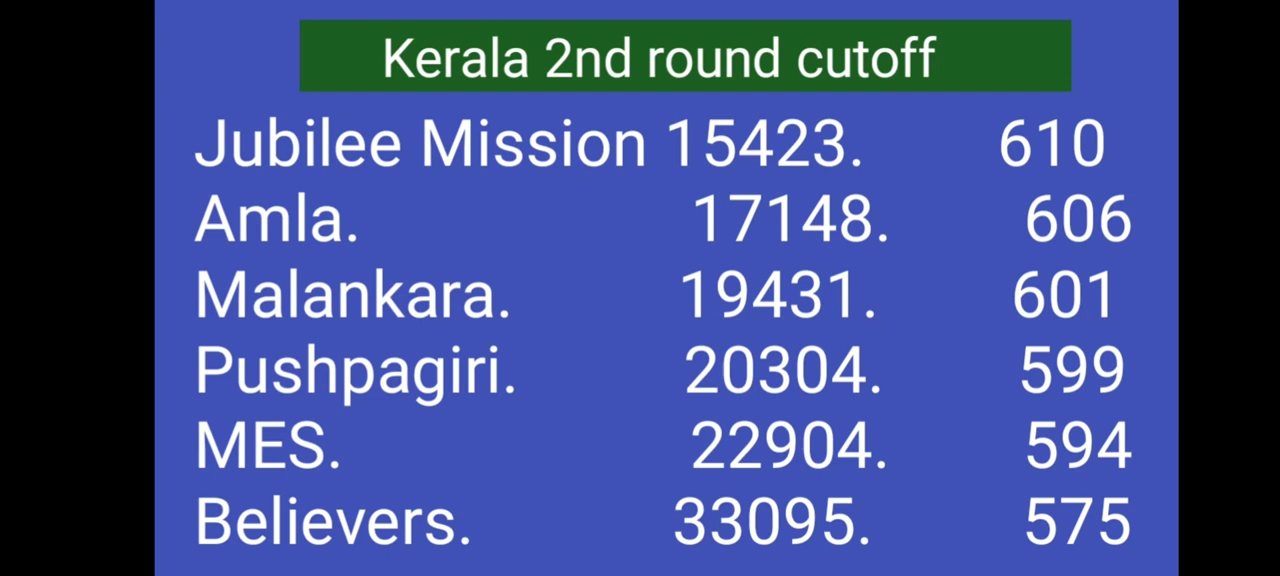 Kerala 2nd round cutoff
Jubilee Mission 15423. 610
Amla. 17148. 606
Malankara. 19431. 601
Pushpagiri. 20304. 599
MES. 22904. 594
Believers. 33095. 575